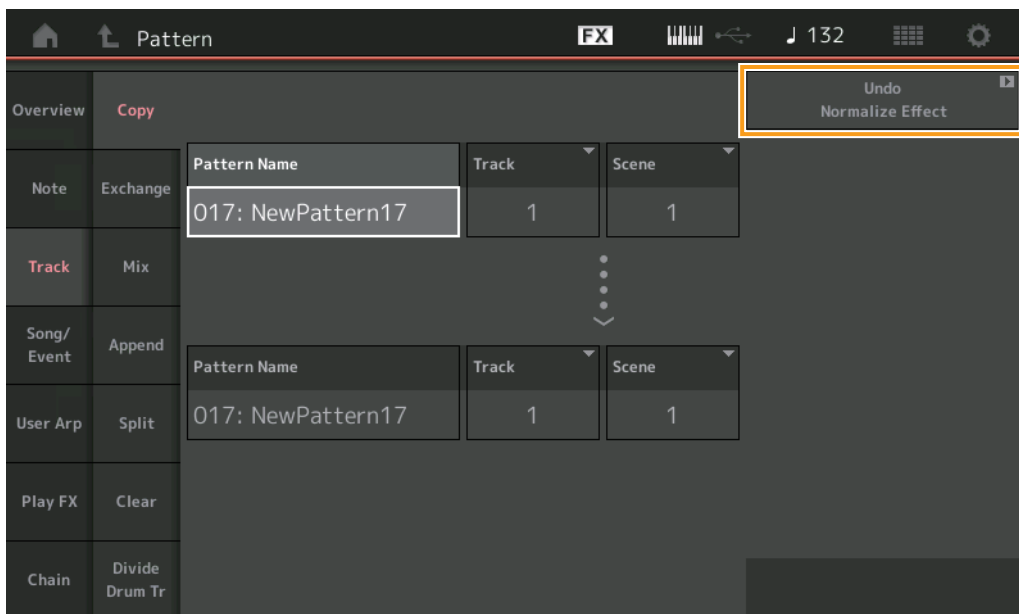 Pattern
FX
♩ 132
Overview
Copy
Undo
Normalize Effect
Note
Exchange
Pattern Name
Track
Scene
017: NewPattern17
1
1
Track
Mix
Song/
Event
Append
Pattern Name
Track
Scene
017: NewPattern17
1
1
User Arp
Split
Play FX
Clear
Chain
Divide
Drum Tr